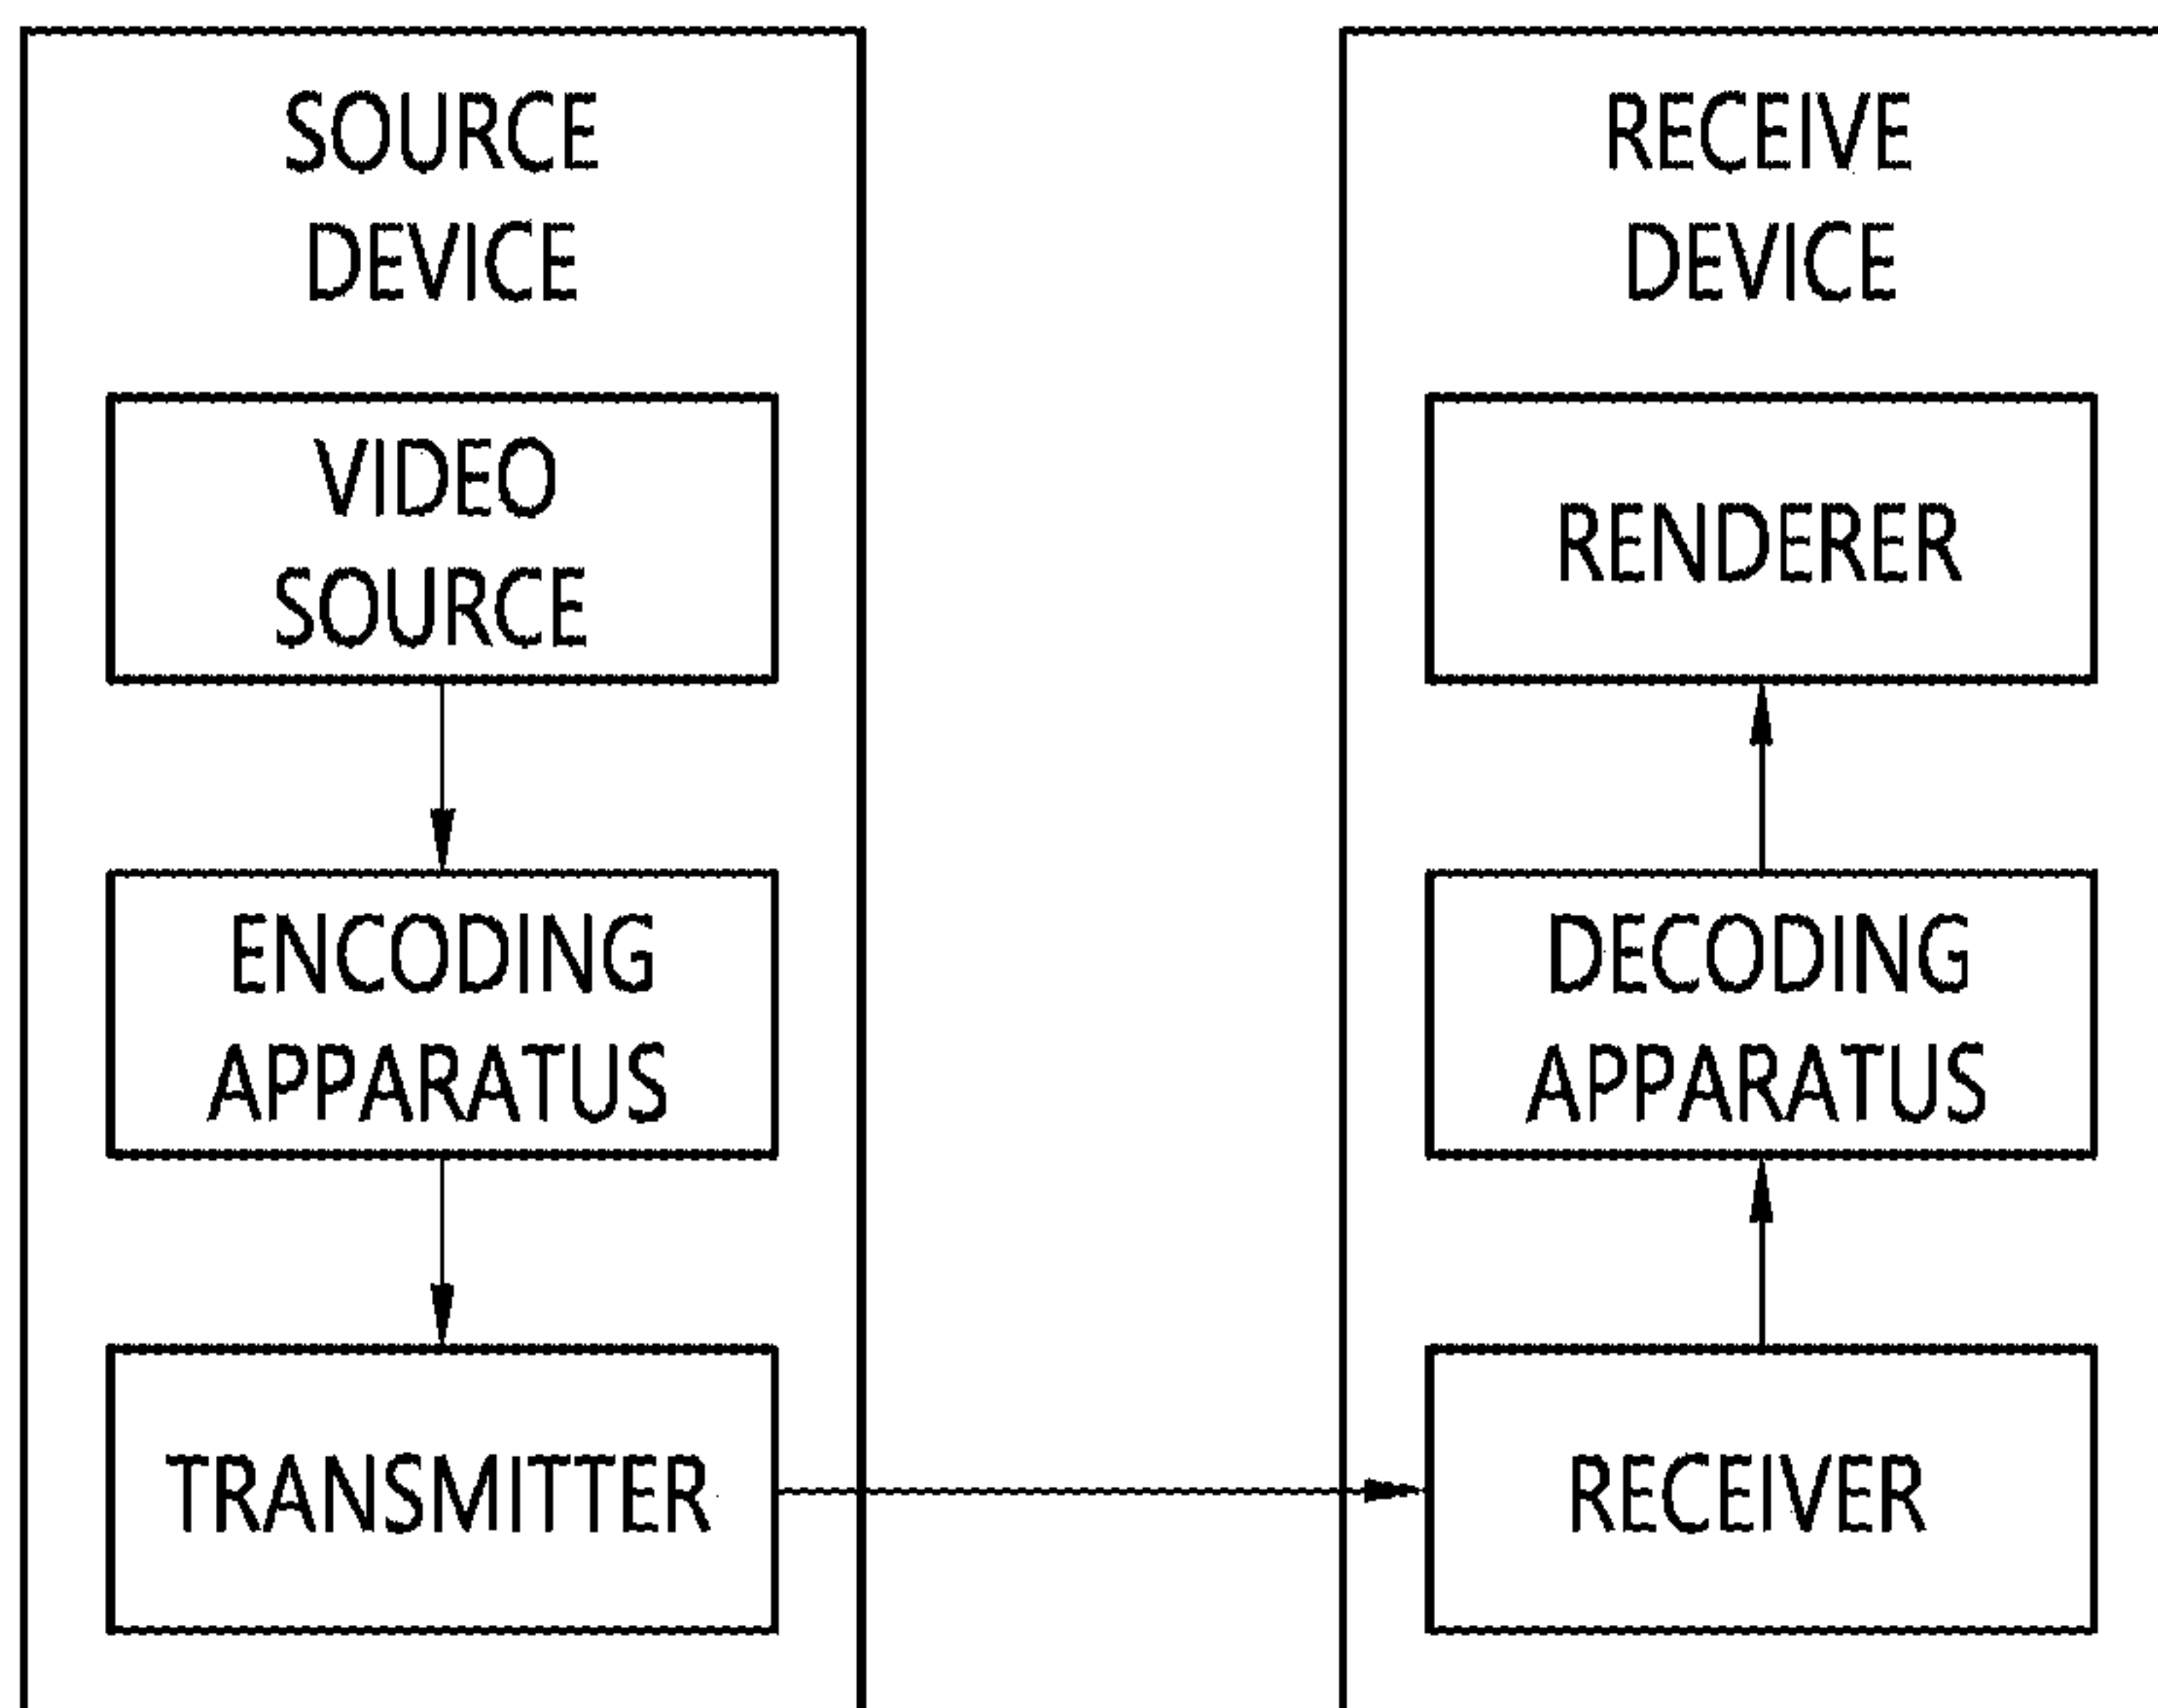 SOURCE
DEVICE
VIDEO
SOURCE
ENCODING
APPARATUS
TRANSMITTER
RECEIVE
DEVICE
RENDERER
DECODING
APPARATUS
RECEIVER